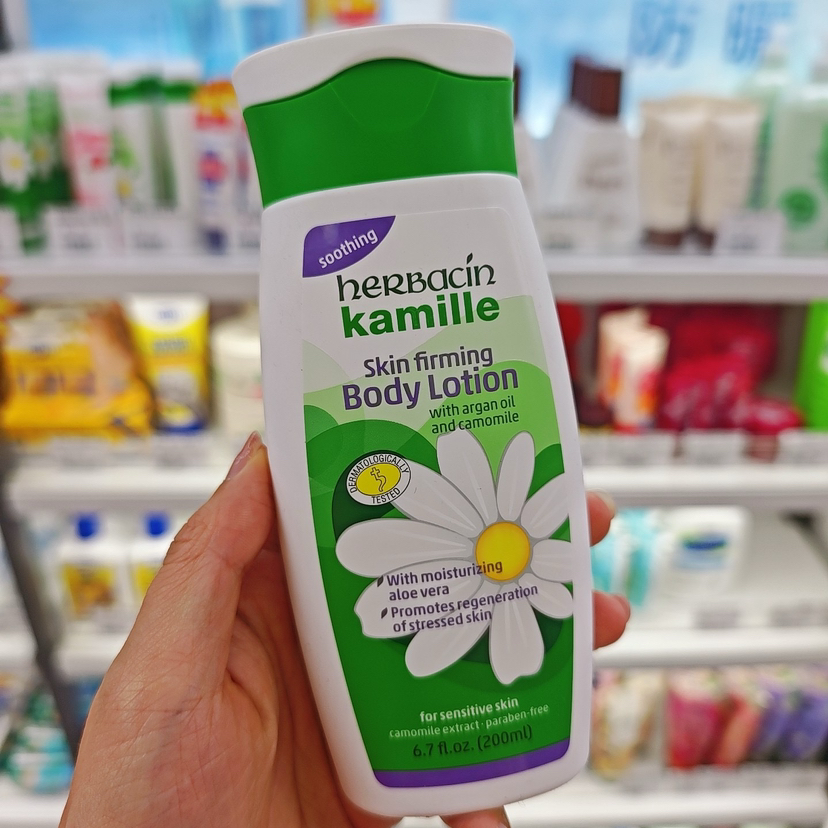 soothing
herbacin
kamille
Skin firming
Body Lotion
with argan oil
and camomile
DERMATOLOGICALLY
TESTED
With moisturizing
aloe vera
Promotes regeneration
of stressed skin
for sensitive skin
camomile extract · paraben-free
6.7 fl.oz. (200ml)